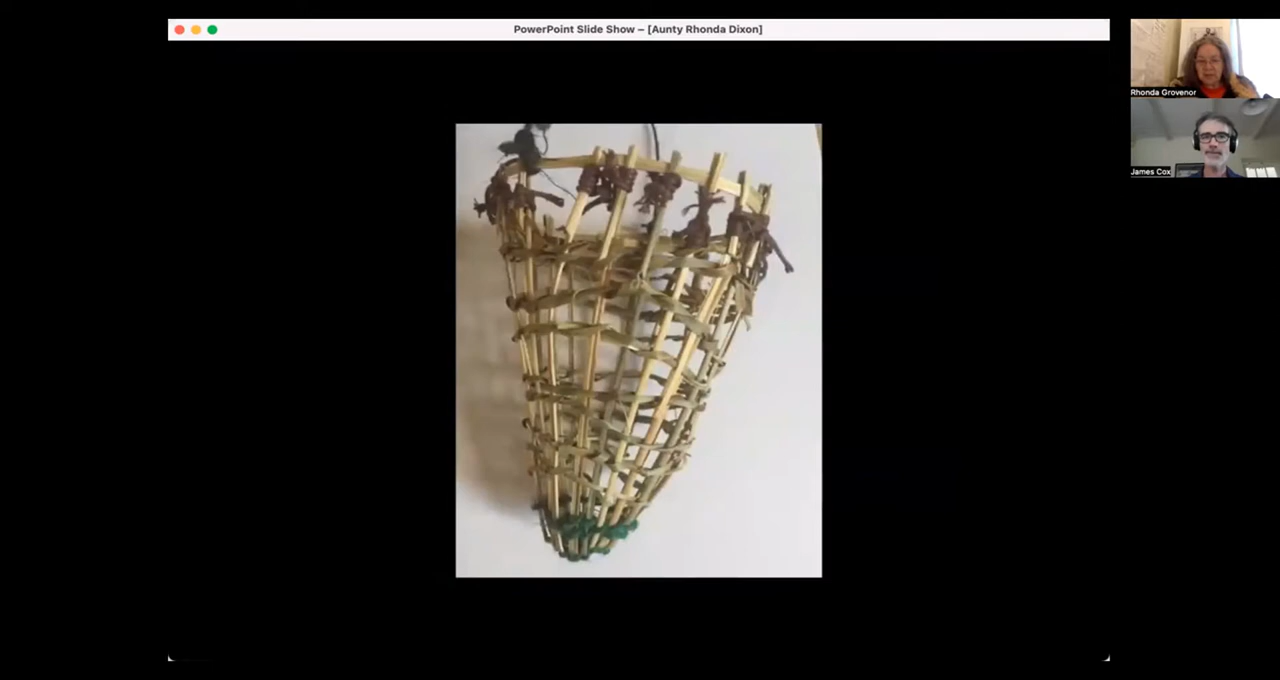 PowerPoint Slide Show – [Aunty Rhonda Dixon]
Rhonda Grovenor
James Cox